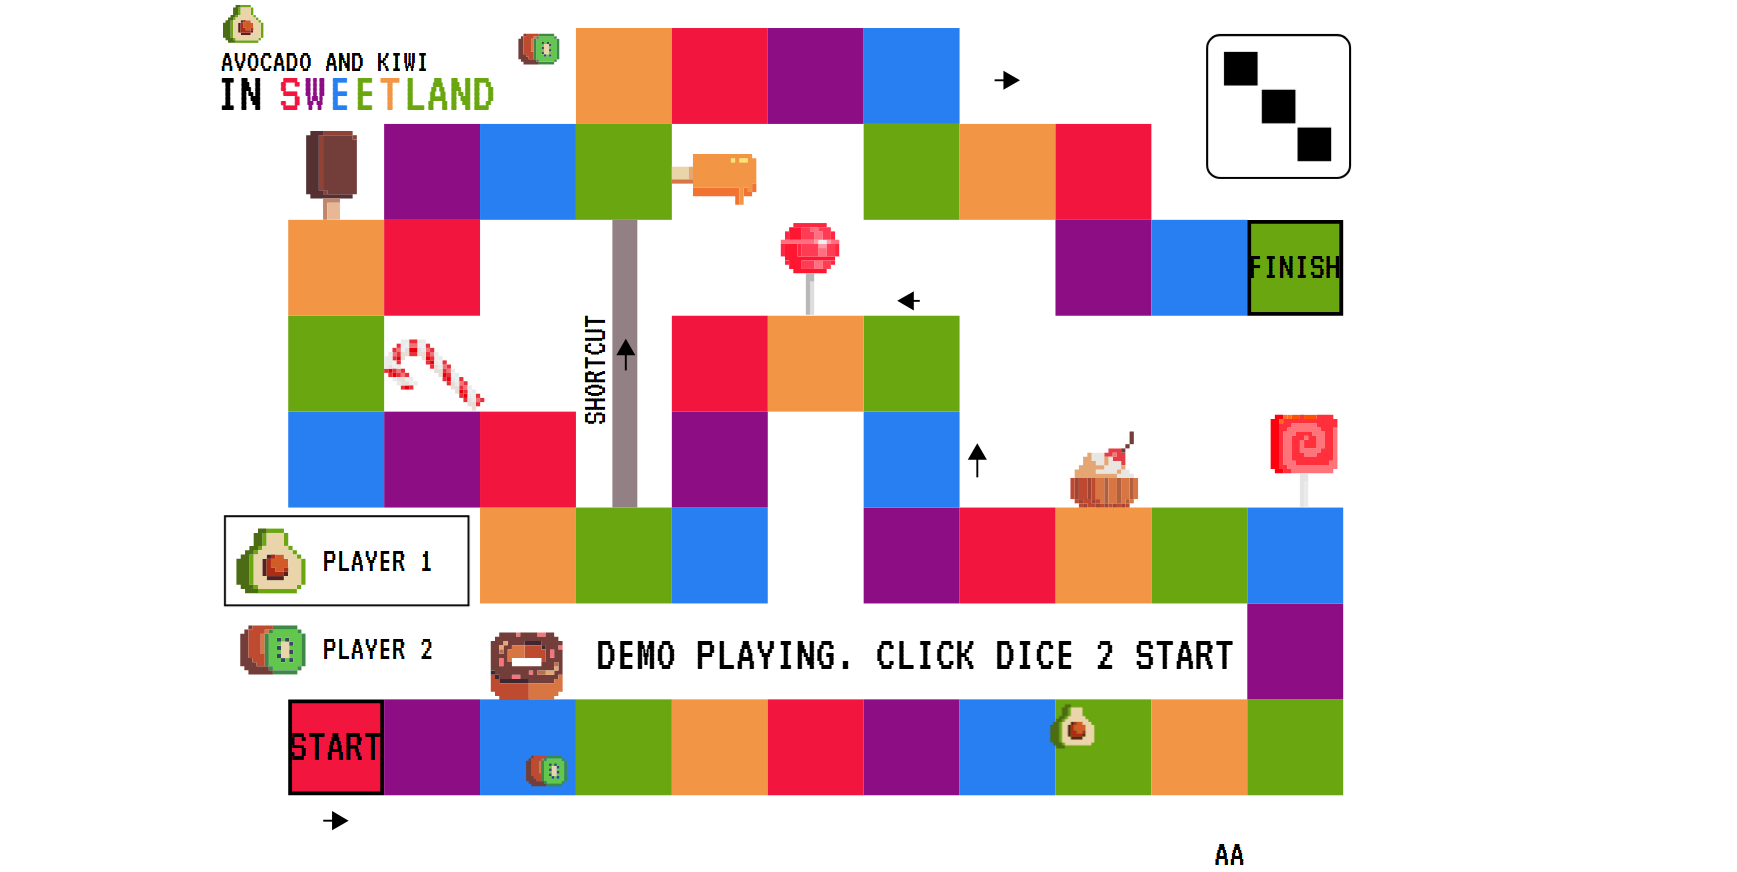 AVOCADO AND KIWI
IN SWEETLAND
FINISH
SHORTCUT
PLAYER 1
PLAYER 2
DEMO PLAYING. CLICK DICE 2 START
START
AA